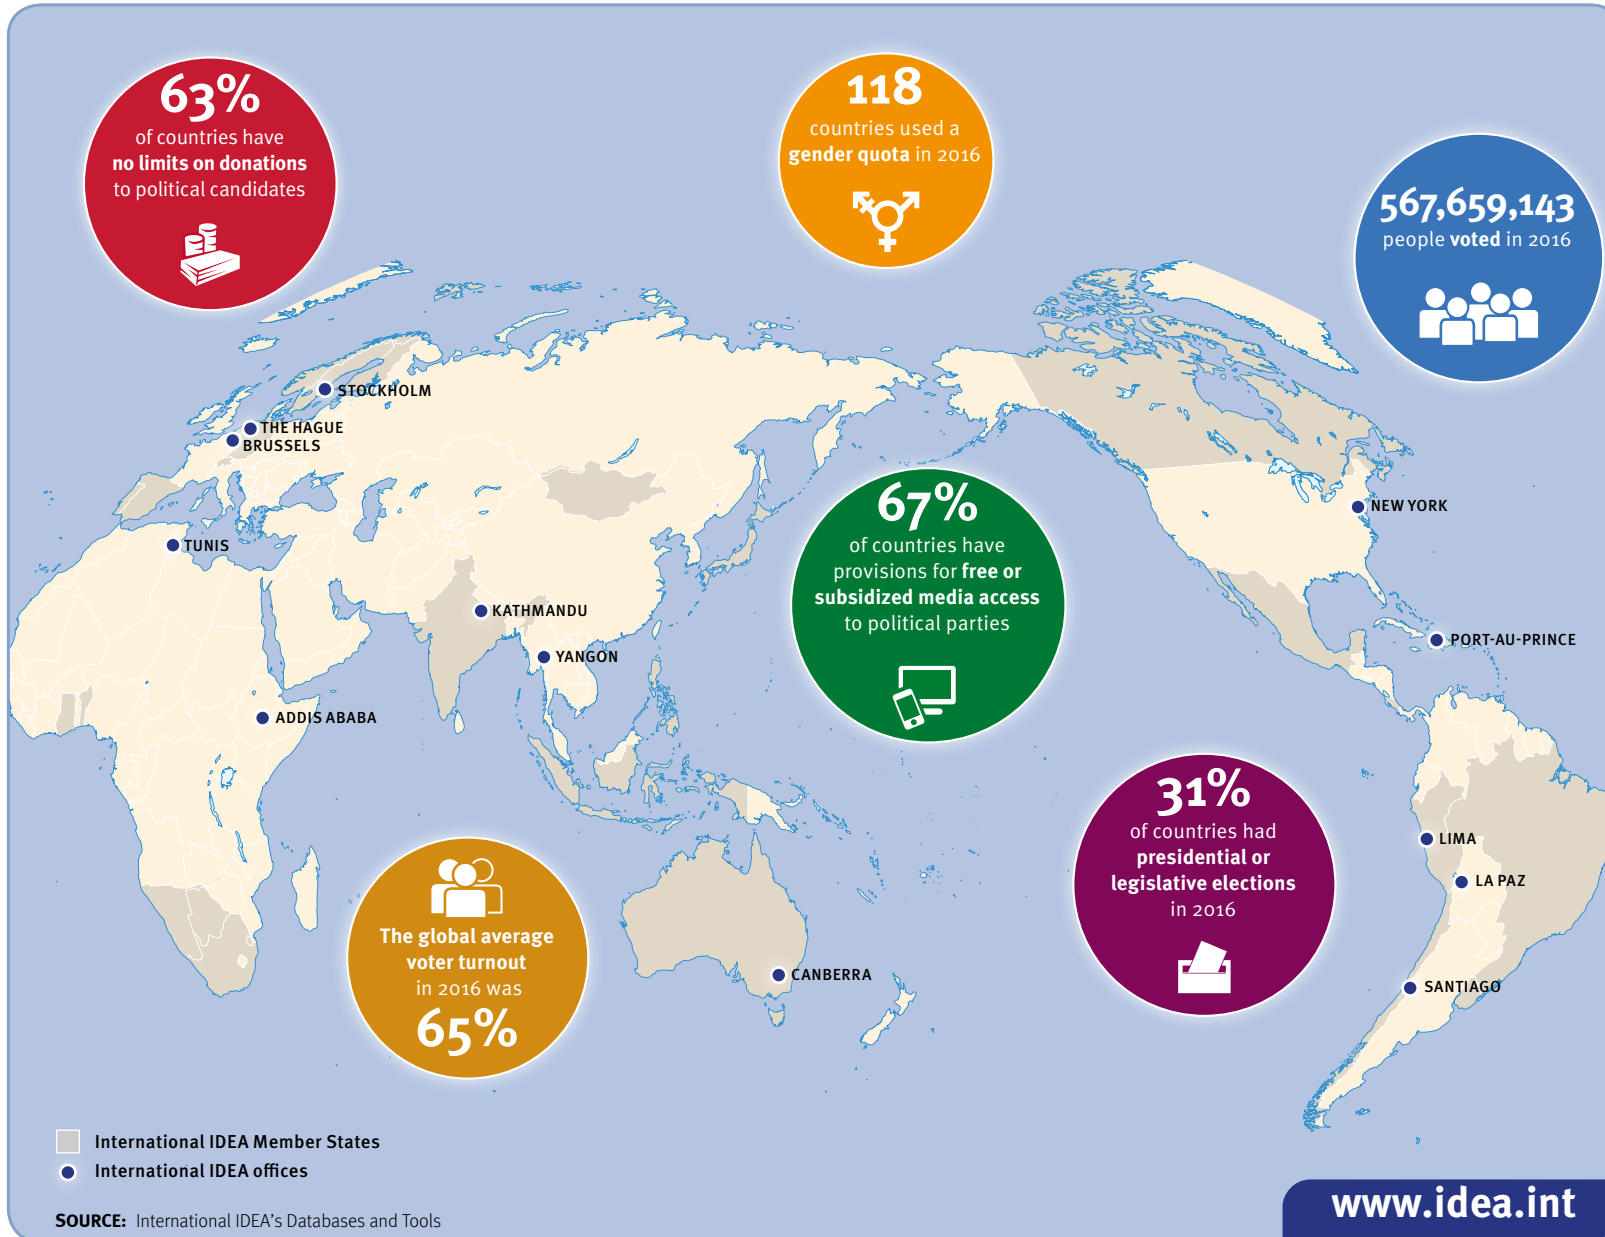 63%
of countries have
no limits on donations
to political candidates
118
countries used a
gender quota in 2016
567,659,143
people voted in 2016
STOCKHOLM
THE HAGUE
BRUSSELS
NEW YORK
67%
of countries have
provisions for free or
subsidized media access
to political parties
TUNIS
KATHMANDU
YANGON
PORT-AU-PRINCE
ADDIS ABABA
31%
of countries had
presidential or
legislative elections
in 2016
LIMA
LA PAZ
The global average
voter turnout
in 2016 was
65%
CANBERRA
SANTIAGO
International IDEA Member States
International IDEA offices
SOURCE: International IDEA's Databases and Tools
www.idea.int